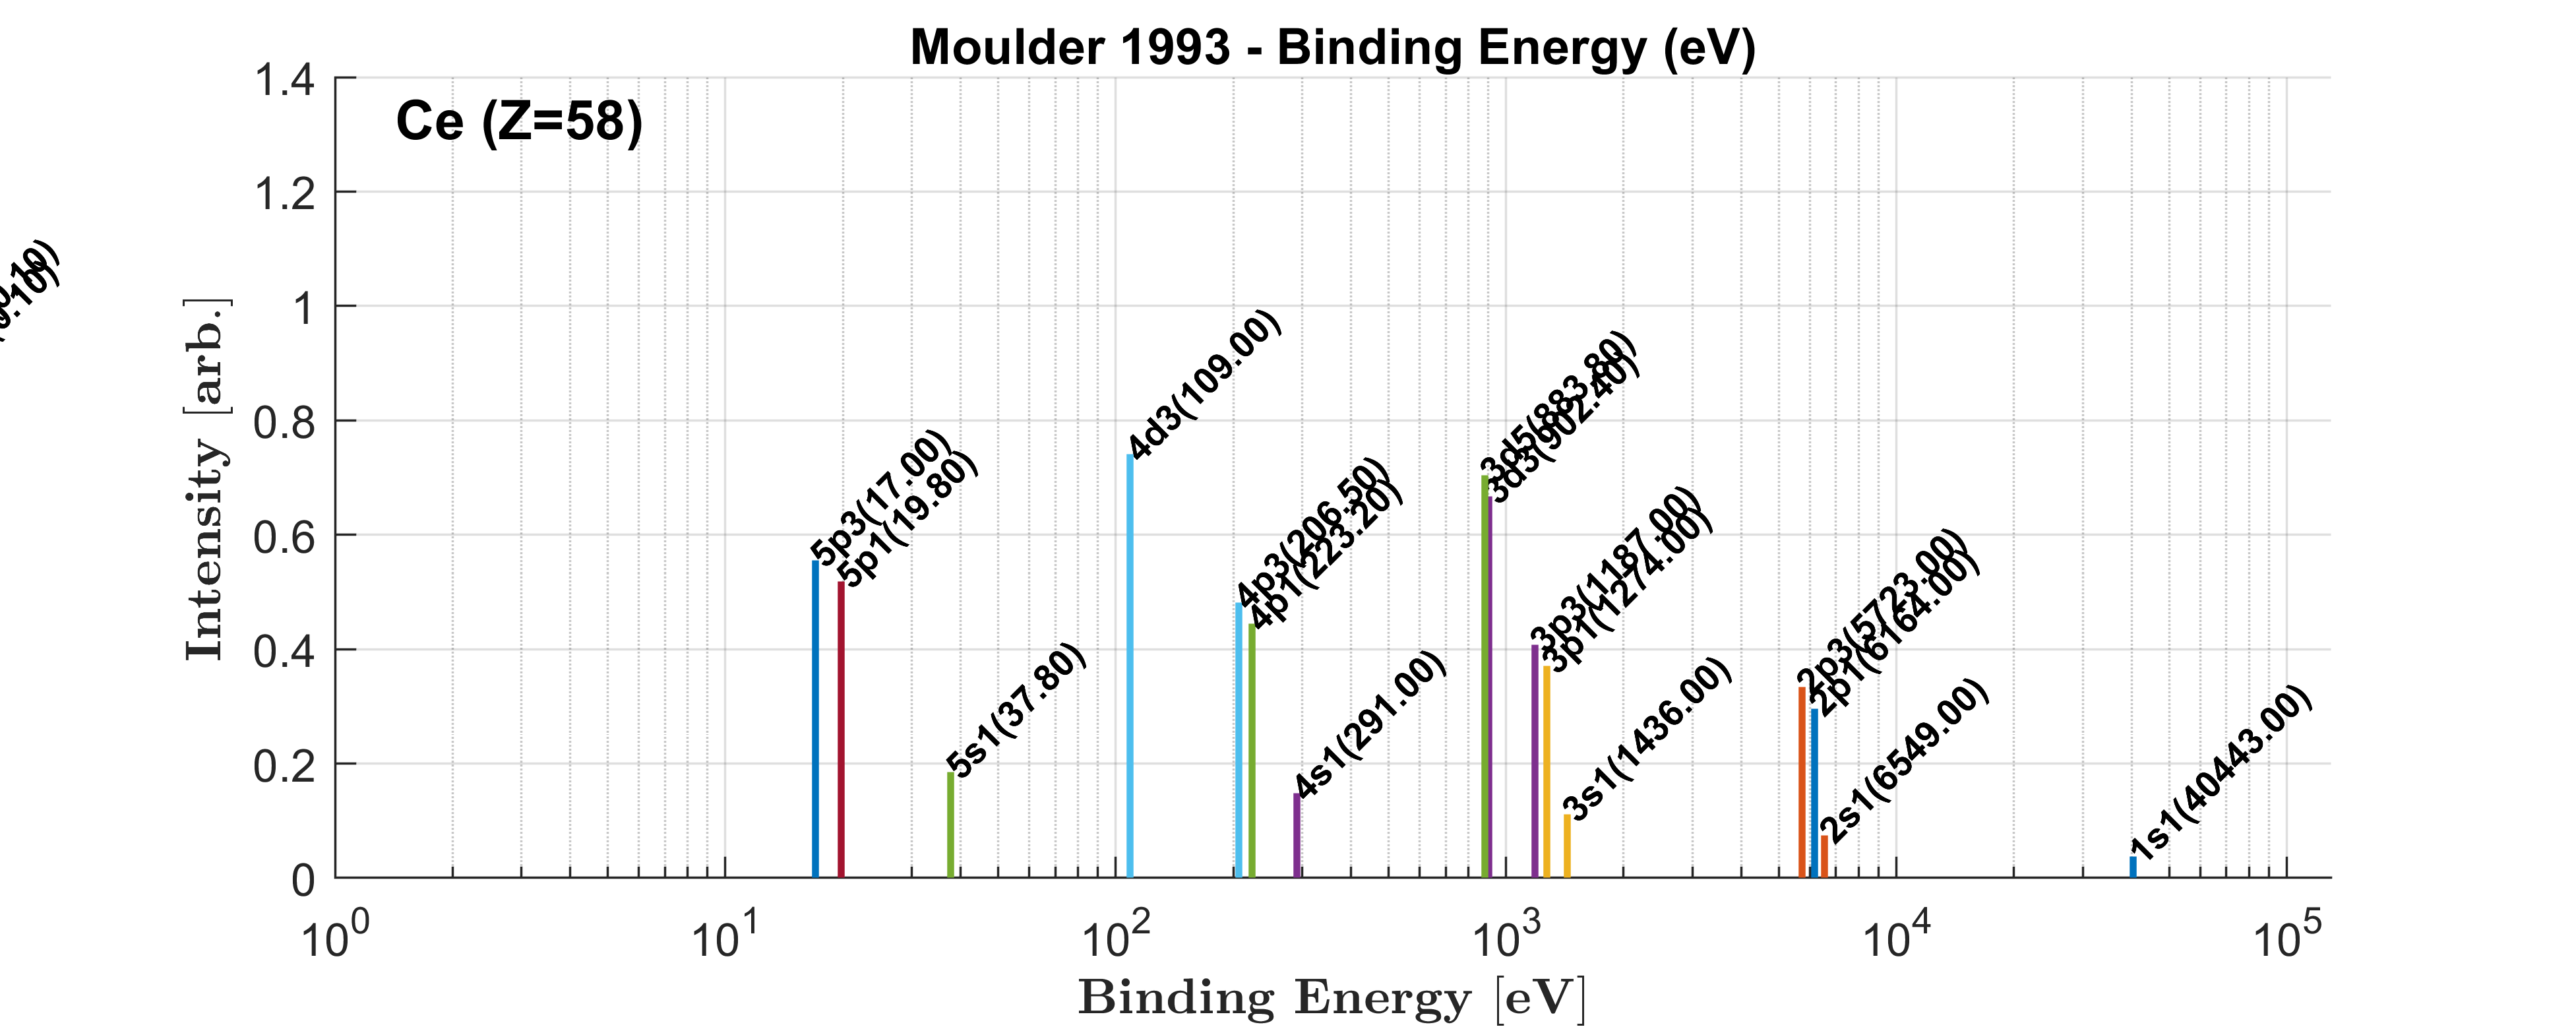 Moulder 1993 - Binding Energy (eV)
Ce (Z=58)
1.4
1.2
1
0.8
0.6
0.4
0.2
0
Intensity [arb.]
5p3(17.00)
5p1(19.80)
5s1(37.80)
4d3(109.00)
4p3(206.50)
4p1(223.20)
4s1(291.00)
3d5(883.80)
3d3(902.40)
3p3(1187.00)
3p1(1274.00)
3s1(1436.00)
2p3(5723.00)
2p1(6164.00)
2s1(6549.00)
1s1(40443.00)
10^0
10^1
10^2
10^3
10^4
10^5
Binding Energy [eV]